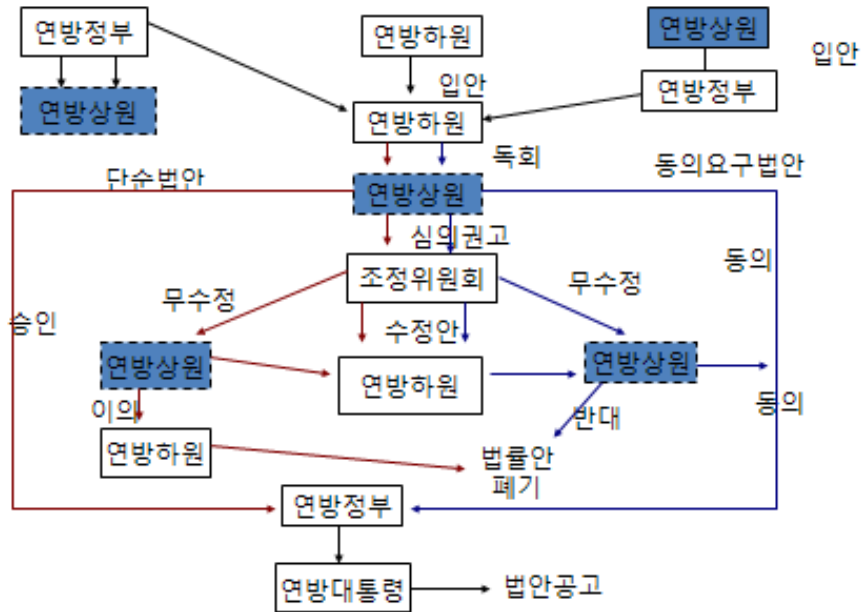 연방정부
연방하원
연방상원
입안
연방상원
입안
연방정부
연방하원
독회
단순법안
동의요구법안
연방상원
심의권고
동의
조정위원회
무수정
무수정
승인
수정안
연방상원
연방하원
연방상원
이의
반대
동의
연방하원
법률안
폐기
연방정부
연방대통령
법안공고